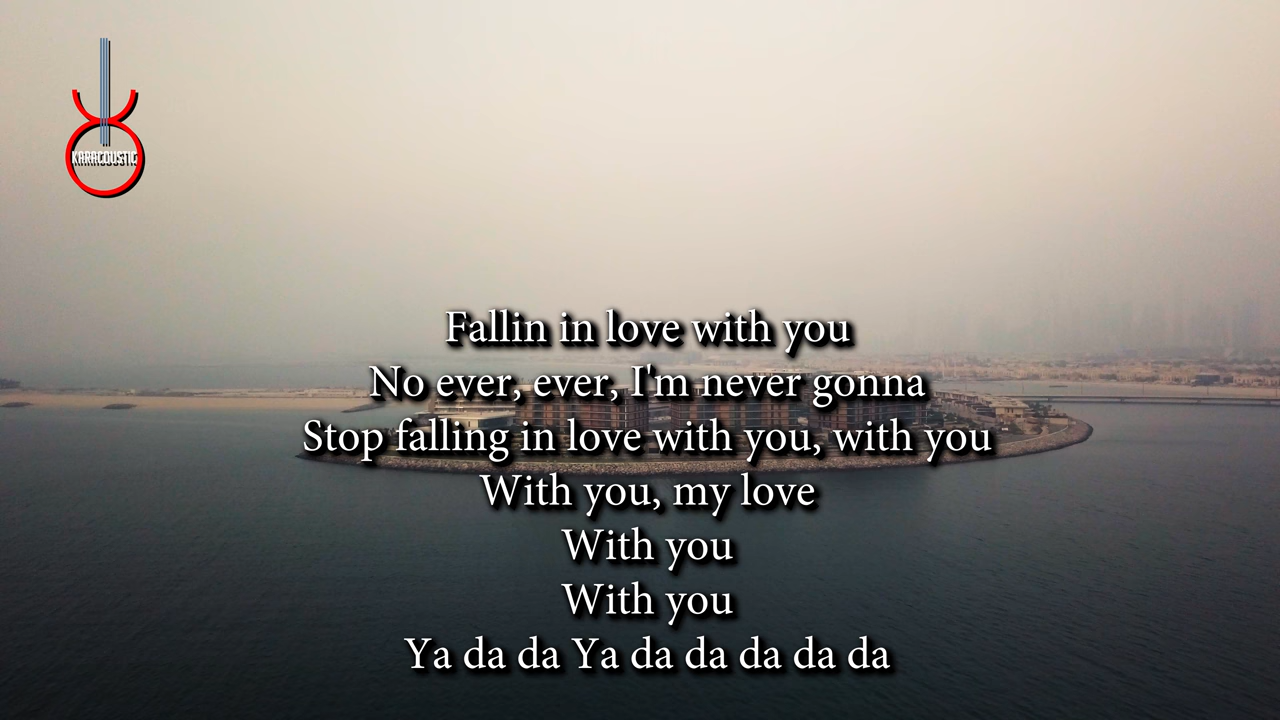 KARACOUSTIC
Fallin in love with you
No ever, ever, I'm never gonna
Stop falling in love with you, with you
With you, my love
With you
With you
Ya da da Ya da da da da da